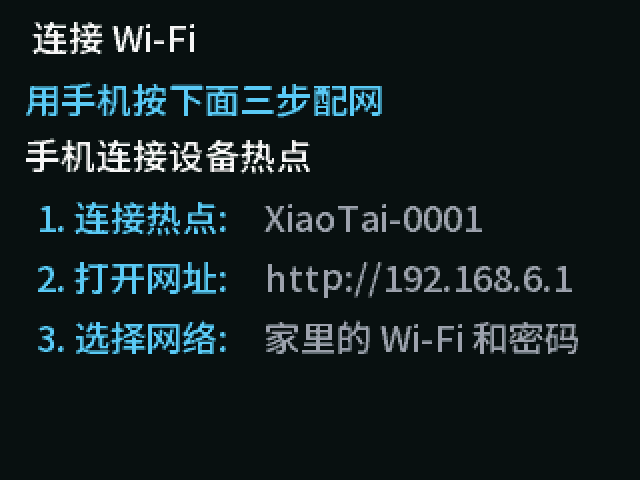 连接 Wi-Fi
用手机按下面三步配网
手机连接设备热点
1. 连接热点: XiaoTai-0001
2. 打开网址: http://192.168.6.1
3. 选择网络: 家里的 Wi-Fi 和密码